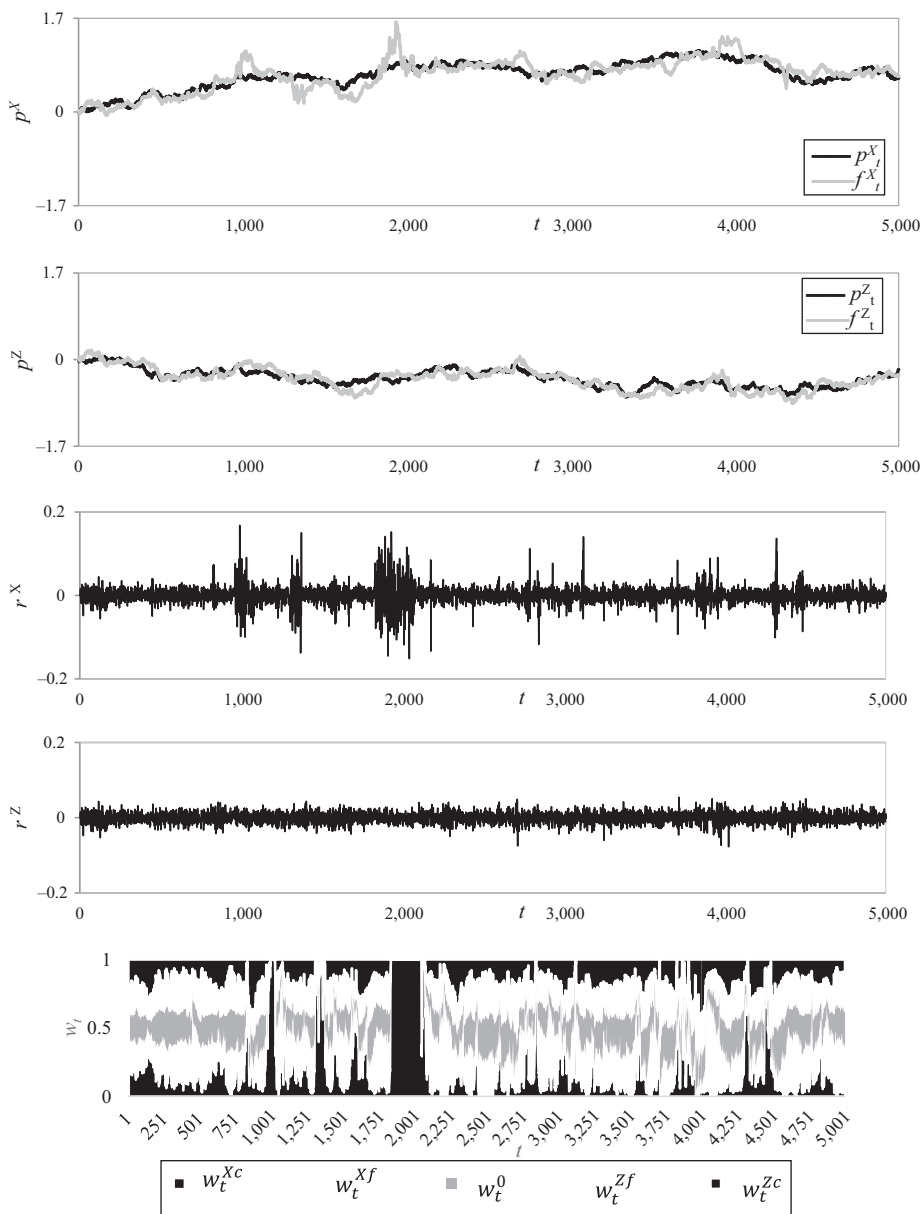 1.7
p^X
0
p^X_t
f^X_t
−1.7
0 1,000 2,000 t 3,000 4,000 5,000
1.7
p^Z_t
f^Z_t
p^Z
0
−1.7
0 1,000 2,000 t 3,000 4,000 5,000
0.2
r^X
0
−0.2
0 1,000 2,000 t 3,000 4,000 5,000
0.2
r^Z
0
−0.2
0 1,000 2,000 t 3,000 4,000 5,000
1
w_t
0.5
0
1 251 501 751 1,001 1,251 1,501 1,751 2,001 2,251 2,501 2,751 3,001 3,251 3,501 3,751 4,001 4,251 4,501 4,751 5,001
t
w_t^{Xc} w_t^{Xf} w_t^0 w_t^{Zf} w_t^{Zc}